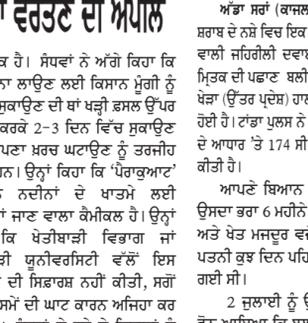 ਵਰਤਣ ਦੀ ਅਪੀਲ
ਕ ਹੈ। ਸੰਧਵਾਂ ਨੇ ਅੱਗੇ ਕਿਹਾ ਕਿ
ਨਾ ਲਾਉਣ ਲਈ ਕਿਸਾਨ ਮੂੰਗੀ ਨੂੰ
ਸੁਕਾਉਣ ਦੀ ਥਾਂ ਖੜ੍ਹੀ ਫ਼ਸਲ ਉੱਪਰ
ਕਰਕੇ 2-3 ਦਿਨ ਵਿੱਚ ਸੁਕਾਉਣ
ਪਣਾ ਖ਼ਰਚ ਘਟਾਉਣ ਨੂੰ ਤਰਜੀਹ
ਹਨ। ਉਨ੍ਹਾਂ ਕਿਹਾ ਕਿ 'ਪੈਰਾਕੁਆਟ'
ਨਦੀਨਾਂ ਦੇ ਖਾਤਮੇ ਲਈ
ਜਾਣ ਵਾਲਾ ਕੈਮੀਕਲ ਹੈ। ਉਨ੍ਹਾਂ
ਕਿ ਖੇਤੀਬਾੜੀ ਵਿਭਾਗ ਜਾਂ
ੜੀ ਯੂਨੀਵਰਸਿਟੀ ਵੱਲੋਂ ਇਸ
ਦੀ ਸਿਫ਼ਾਰਸ਼ ਨਹੀਂ ਕੀਤੀ, ਸਗੋਂ
ਸਮੇਂ ਦੀ ਘਾਟ ਕਾਰਨ ਅਜਿਹਾ ਕਰ
ਅੱਡਾ ਸਰਾਂ (ਕਾਜਲ
ਸ਼ਰਾਬ ਦੇ ਨਸ਼ੇ ਵਿਚ ਇਕ
ਵਾਲੀ ਜ਼ਹਿਰੀਲੀ ਦਵਾ
ਮ੍ਰਿਤਕ ਦੀ ਪਛਾਣ ਬਲੀ
ਖੇੜਾ (ਉੱਤਰ ਪ੍ਰਦੇਸ਼) ਹਾ
ਹੋਈ ਹੈ। ਟਾਂਡਾ ਪੁਲਸ ਨੇ
ਦੇ ਆਧਾਰ 'ਤੇ 174 ਸੀ
ਕੀਤੀ ਹੈ।
ਆਪਣੇ ਬਿਆਨ
ਉਸਦਾ ਭਰਾ 6 ਮਹੀਨੇ
ਅਤੇ ਖੇਤ ਮਜ਼ਦੂਰ ਵਜੋਂ
ਪਤਨੀ ਕੁਝ ਦਿਨ ਪਹਿ
ਗਈ ਸੀ।
2 ਜੁਲਾਈ ਨੂੰ ਉ